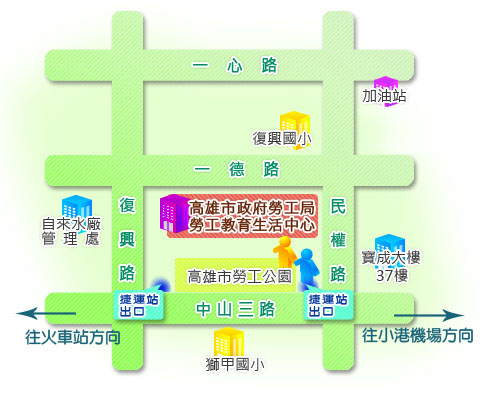 一心路
加油站
復興國小
一德路
復興路
高雄市政府勞工局
勞工教育生活中心
民權路
自來水廠
管理處
寶成大樓
37樓
高雄市勞工公園
捷運站
出口
中山三路
捷運站
出口
往火車站方向
往小港機場方向
獅甲國小